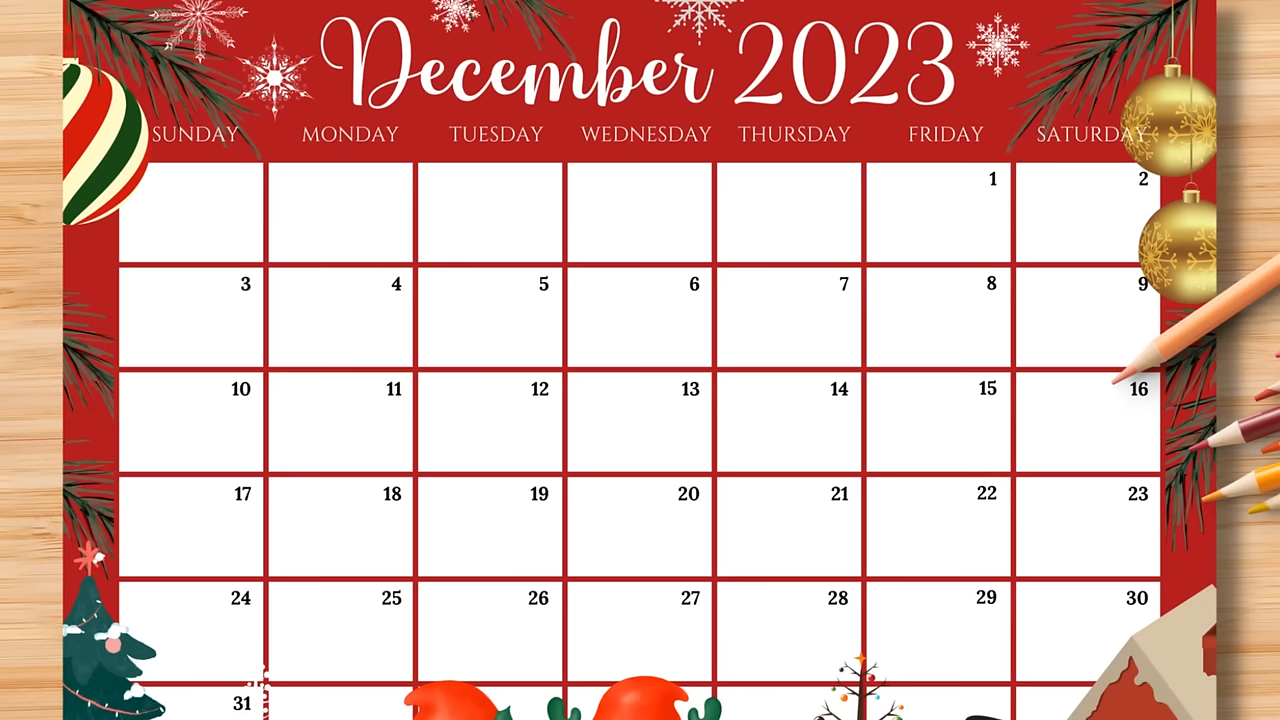 December 2023
SUNDAY MONDAY TUESDAY WEDNESDAY THURSDAY FRIDAY SATURDAY
1 2
3 4 5 6 7 8 9
10 11 12 13 14 15 16
17 18 19 20 21 22 23
24 25 26 27 28 29 30
31